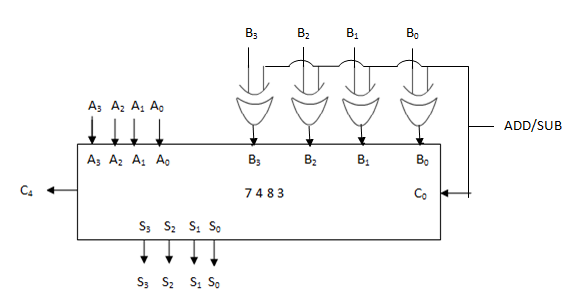 B₃ B₂ B₁ B₀
A₃ A₂ A₁ A₀
ADD/SUB
A₃ A₂ A₁ A₀ B₃ B₂ B₁ B₀
C₄ 7 4 8 3 C₀
S₃ S₂ S₁ S₀
S₃ S₂ S₁ S₀